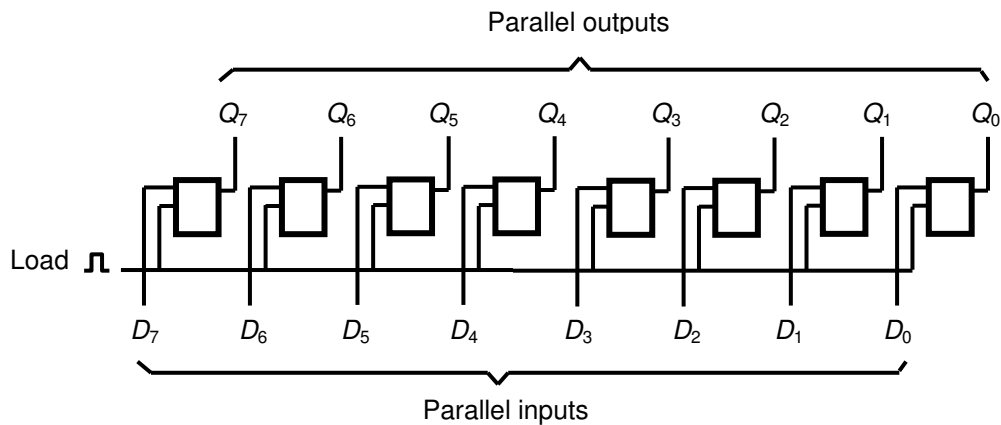 Parallel outputs
Q₇ Q₆ Q₅ Q₄ Q₃ Q₂ Q₁ Q₀
Load
D₇ D₆ D₅ D₄ D₃ D₂ D₁ D₀
Parallel inputs